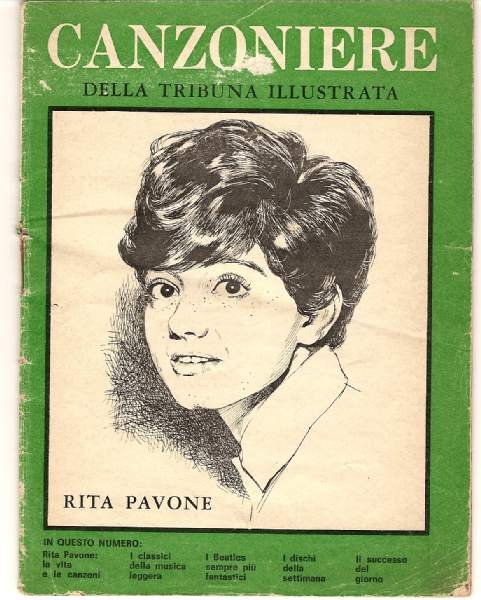 CANZONIERE
DELLA TRIBUNA ILLUSTRATA
RITA PAVONE
IN QUESTO NUMERO:
Rita Pavone:
la vita
e le canzoni
I classici
della musica
leggera
I Beatles
sempre più
fantastici
I dischi
della
settimana
Il successo
del
giorno